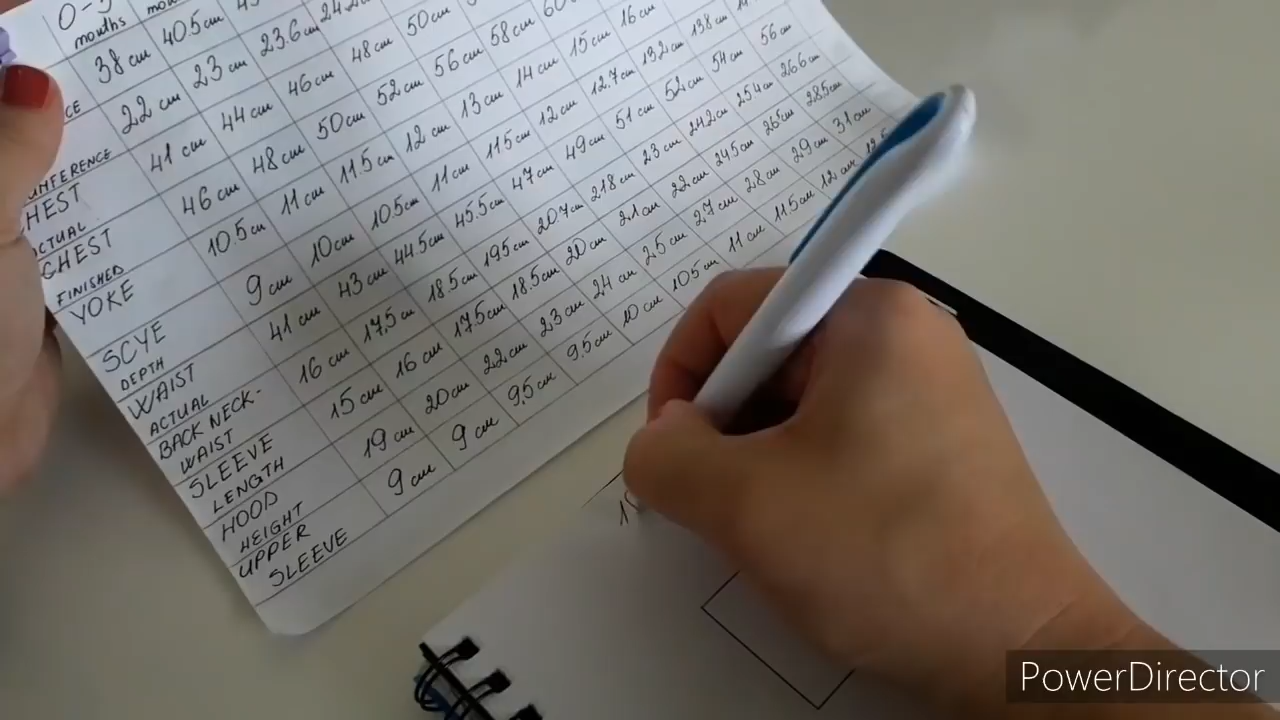 0-3
months
38 cm 40.5 cm
22 cm 23 cm 23.6 cm
CHEST 41 cm 44 cm 46 cm 48 cm 50 cm
ACTUAL
CHEST 46 cm 48 cm 50 cm 52 cm 56 cm 58 cm
FINISHED
YOKE 10.5 cm 11 cm 11.5 cm 12 cm 13 cm 14 cm 15 cm 16 cm
SCYE 9 cm 10 cm 10.5 cm 11 cm 11.5 cm 12 cm 12.7 cm 13.2 cm 13.8 cm
DEPTH
WAIST 41 cm 43 cm 44.5 cm 45.5 cm 47 cm 49 cm 51 cm 52 cm 54 cm 56 cm
ACTUAL
BACK NECK- 16 cm 17,5 cm 18.5 cm 19.5 cm 20.7 cm 21.8 cm 23 cm 24.2 cm 25.4 cm 26.6 cm
WAIST
SLEEVE 15 cm 16 cm 17.5 cm 18.5 cm 20 cm 21 cm 22 cm 24.5 cm 26.5 cm 28.5 cm
LENGTH
HOOD 19 cm 20 cm 22 cm 23 cm 24 cm 25 cm 27 cm 28 cm 29 cm 31 cm
HEIGHT
UPPER 9 cm 9 cm 9.5 cm 9.5 cm 10 cm 10.5 cm 11 cm 11.5 cm 12 cm
SLEEVE
PowerDirector